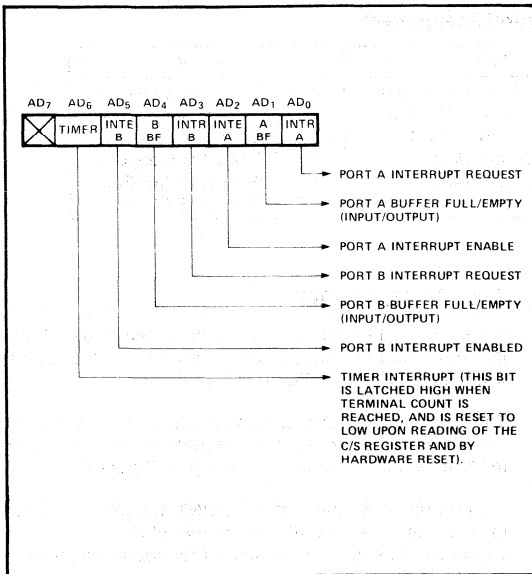 AD7 AD6 AD5 AD4 AD3 AD2 AD1 AD0
TIMER INTE B B BF INTR B INTE A A BF INTR A
PORT A INTERRUPT REQUEST
PORT A BUFFER FULL/EMPTY
(INPUT/OUTPUT)
PORT A INTERRUPT ENABLE
PORT B INTERRUPT REQUEST
PORT B BUFFER FULL/EMPTY
(INPUT/OUTPUT)
PORT B INTERRUPT ENABLED
TIMER INTERRUPT (THIS BIT
IS LATCHED HIGH WHEN
TERMINAL COUNT IS
REACHED, AND IS RESET TO
LOW UPON READING OF THE
C/S REGISTER AND BY
HARDWARE RESET).